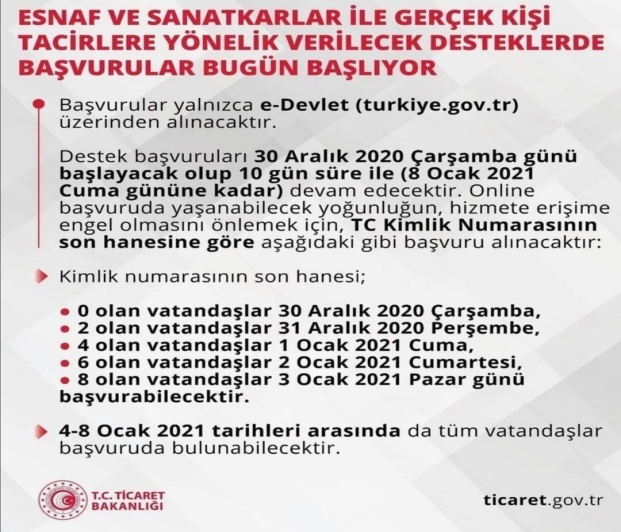 ESNAF VE SANATKARLAR İLE GERÇEK KİŞİ
TACİRLERE YÖNELİK VERİLECEK DESTEKLERDE
BAŞVURULAR BUGÜN BAŞLIYOR
Başvurular yalnızca e-Devlet (turkiye.gov.tr)
üzerinden alınacaktır.
Destek başvuruları 30 Aralık 2020 Çarşamba günü
başlayacak olup 10 gün süre ile (8 Ocak 2021
Cuma gününe kadar) devam edecektir. Online
başvuruda yaşanabilecek yoğunluğun, hizmete erişime
engel olmasını önlemek için, TC Kimlik Numarasının
son hanesine göre aşağıdaki gibi başvuru alınacaktır:
Kimlik numarasının son hanesi;
• 0 olan vatandaşlar 30 Aralık 2020 Çarşamba,
• 2 olan vatandaşlar 31 Aralık 2020 Perşembe,
• 4 olan vatandaşlar 1 Ocak 2021 Cuma,
• 6 olan vatandaşlar 2 Ocak 2021 Cumartesi,
• 8 olan vatandaşlar 3 Ocak 2021 Pazar günü
başvurabilecektir.
4-8 Ocak 2021 tarihleri arasında da tüm vatandaşlar
başvuruda bulunabilecektir.
T.C. TİCARET
BAKANLIĞI
ticaret.gov.tr